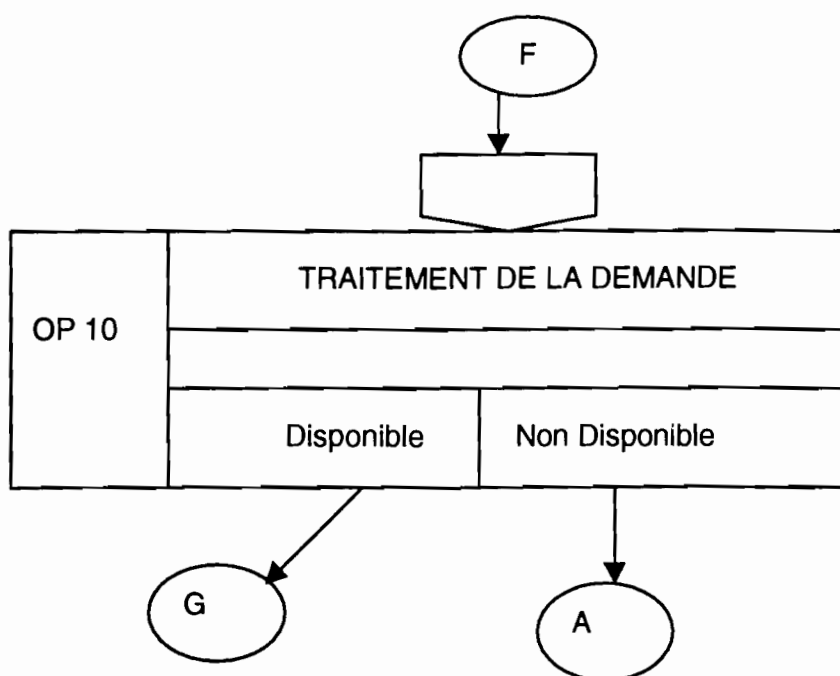 F
TRAITEMENT DE LA DEMANDE
OP 10
Disponible
Non Disponible
G
A